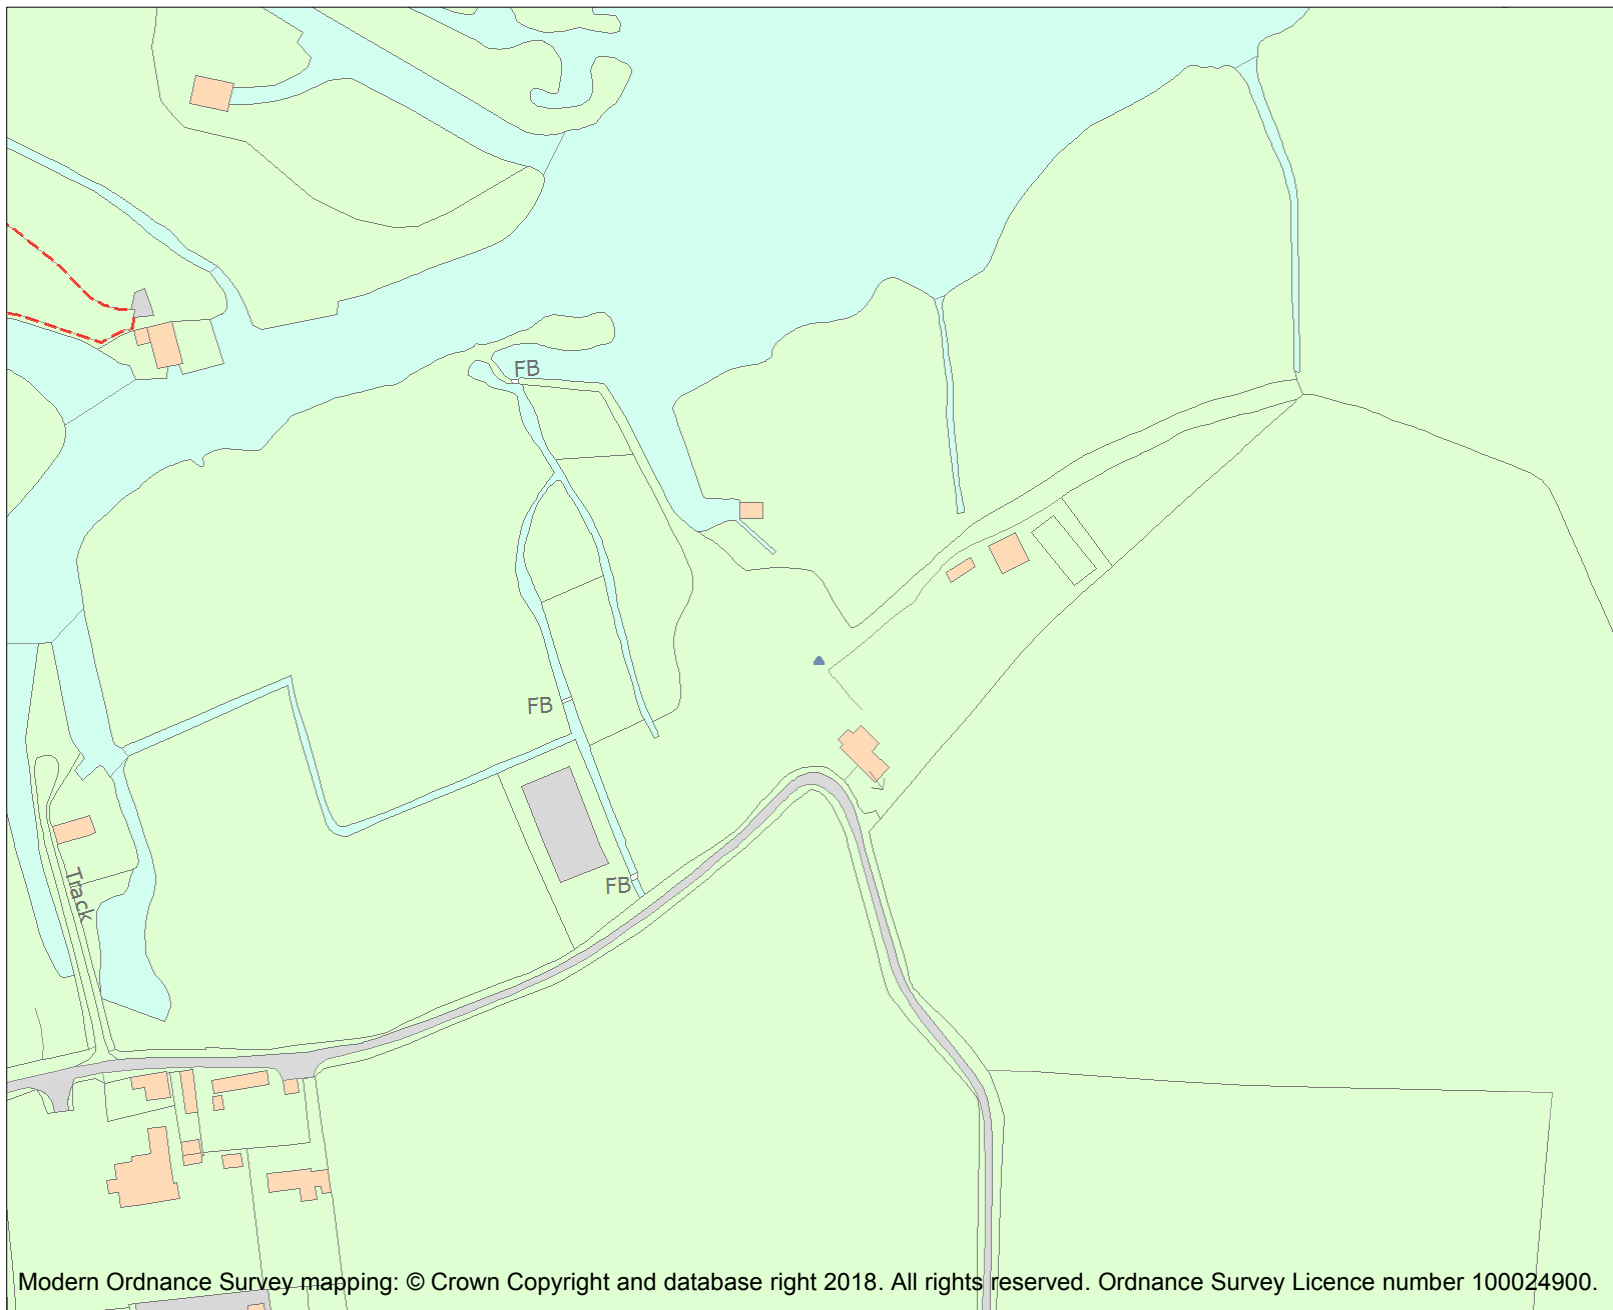 FB
FB
FB
Track
Modern Ordnance Survey mapping: © Crown Copyright and database right 2018. All rights reserved. Ordnance Survey Licence number 100024900.